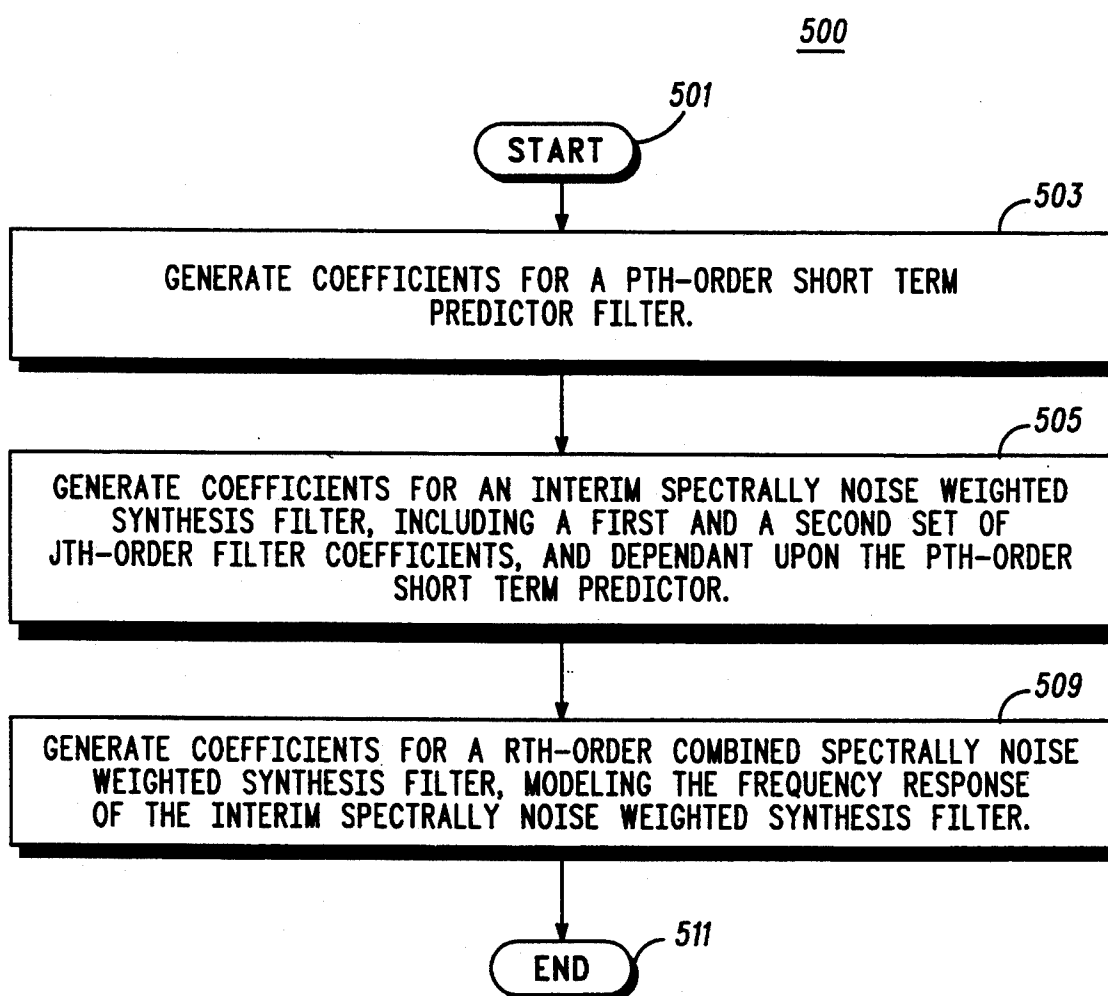 500
501
START
503
GENERATE COEFFICIENTS FOR A PTH-ORDER SHORT TERM
PREDICTOR FILTER.
505
GENERATE COEFFICIENTS FOR AN INTERIM SPECTRALLY NOISE WEIGHTED
SYNTHESIS FILTER, INCLUDING A FIRST AND A SECOND SET OF
JTH-ORDER FILTER COEFFICIENTS, AND DEPENDANT UPON THE PTH-ORDER
SHORT TERM PREDICTOR.
509
GENERATE COEFFICIENTS FOR A RTH-ORDER COMBINED SPECTRALLY NOISE
WEIGHTED SYNTHESIS FILTER, MODELING THE FREQUENCY RESPONSE
OF THE INTERIM SPECTRALLY NOISE WEIGHTED SYNTHESIS FILTER.
511
END